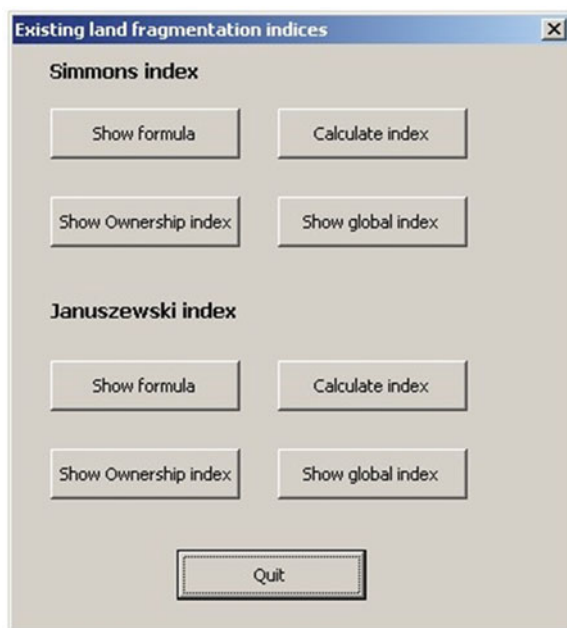 Existing land fragmentation indices
Simmons index
Show formula
Calculate index
Show Ownership index
Show global index
Januszewski index
Show formula
Calculate index
Show Ownership index
Show global index
Quit